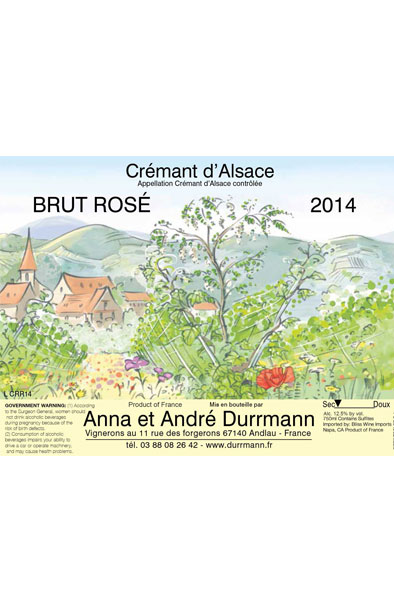 Crémant d'Alsace
Appellation Crémant d'Alsace contrôlée
BRUT ROSÉ 2014
L CRR14
GOVERNMENT WARNING: (1) According
to the Surgeon General, women should
not drink alcoholic beverages
during pregnancy because of the
risk of birth defects.
(2) Consumption of alcoholic
beverages impairs your ability to
drive a car or operate machinery,
and may cause health problems.
Product of France Mis en bouteille par
Anna et André Durrmann
Vignerons au 11 rue des forgerons 67140 Andlau - France
tél. 03 88 08 26 42 - www.durrmann.fr
Sec Doux
Alc. 12,5% by vol.
750ml Contains Sulfites
Imported by: Bliss Wine Imports
Napa, CA Product of France